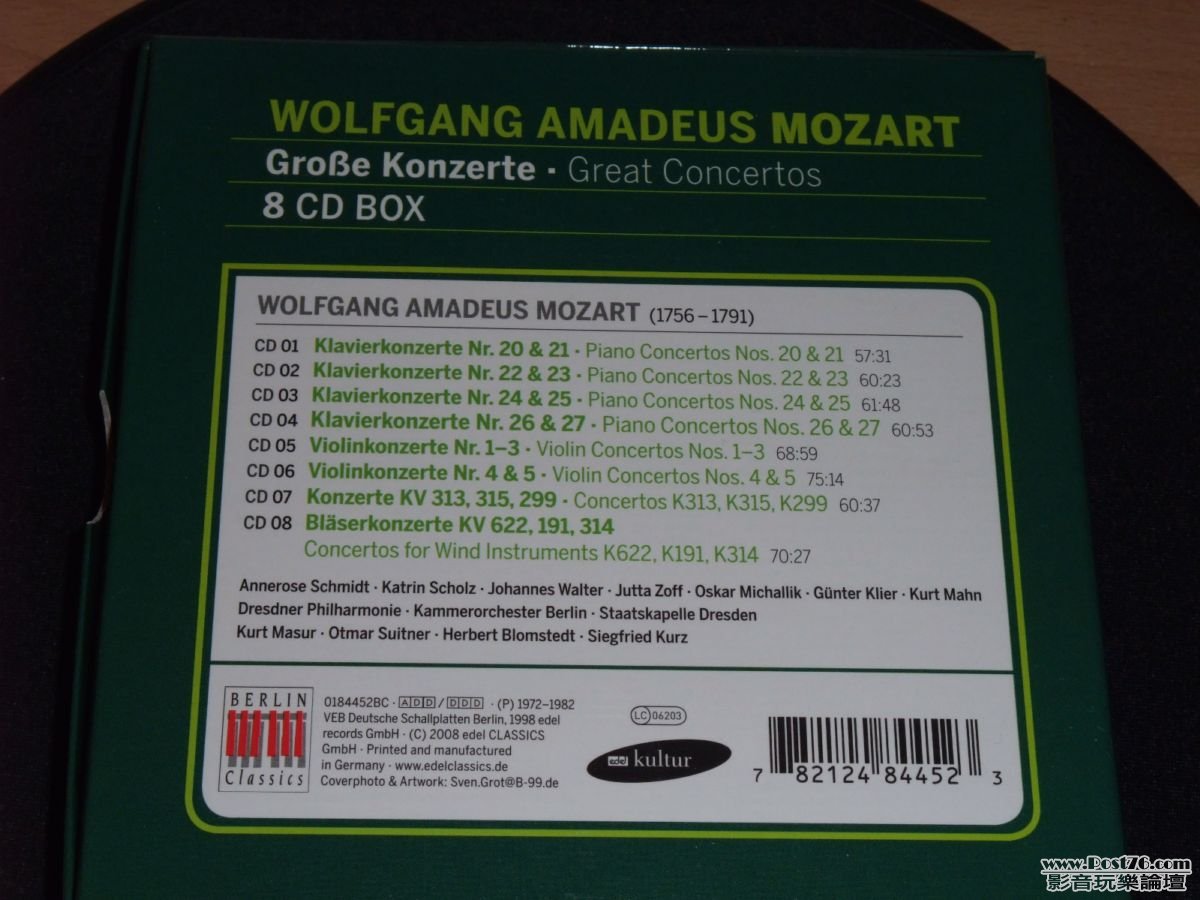 WOLFGANG AMADEUS MOZART
Große Konzerte · Great Concertos
8 CD BOX
WOLFGANG AMADEUS MOZART (1756 – 1791)
CD 01 Klavierkonzerte Nr. 20 & 21 · Piano Concertos Nos. 20 & 21 57:31
CD 02 Klavierkonzerte Nr. 22 & 23 · Piano Concertos Nos. 22 & 23 60:23
CD 03 Klavierkonzerte Nr. 24 & 25 · Piano Concertos Nos. 24 & 25 61:48
CD 04 Klavierkonzerte Nr. 26 & 27 · Piano Concertos Nos. 26 & 27 60:53
CD 05 Violinkonzerte Nr. 1–3 · Violin Concertos Nos. 1–3 68:59
CD 06 Violinkonzerte Nr. 4 & 5 · Violin Concertos Nos. 4 & 5 75:14
CD 07 Konzerte KV 313, 315, 299 · Concertos K313, K315, K299 60:37
CD 08 Bläserkonzerte KV 622, 191, 314
Concertos for Wind Instruments K622, K191, K314 70:27
Annerose Schmidt · Katrin Scholz · Johannes Walter · Jutta Zoff · Oskar Michallik · Günter Klier · Kurt Mahn
Dresdner Philharmonie · Kammerorchester Berlin · Staatskapelle Dresden
Kurt Masur · Otmar Suitner · Herbert Blomstedt · Siegfried Kurz
BERLIN
Classics
0184452BC · ADD / DDD · (P) 1972–1982
VEB Deutsche Schallplatten Berlin, 1998 edel
records GmbH · (C) 2008 edel CLASSICS
GmbH · Printed and manufactured
in Germany · www.edelclassics.de
Coverphoto & Artwork: Sven.Grot@B-99.de
LC 06203
edel kultur
7 82124 84452 3
www.Post76.com
影音玩樂論壇